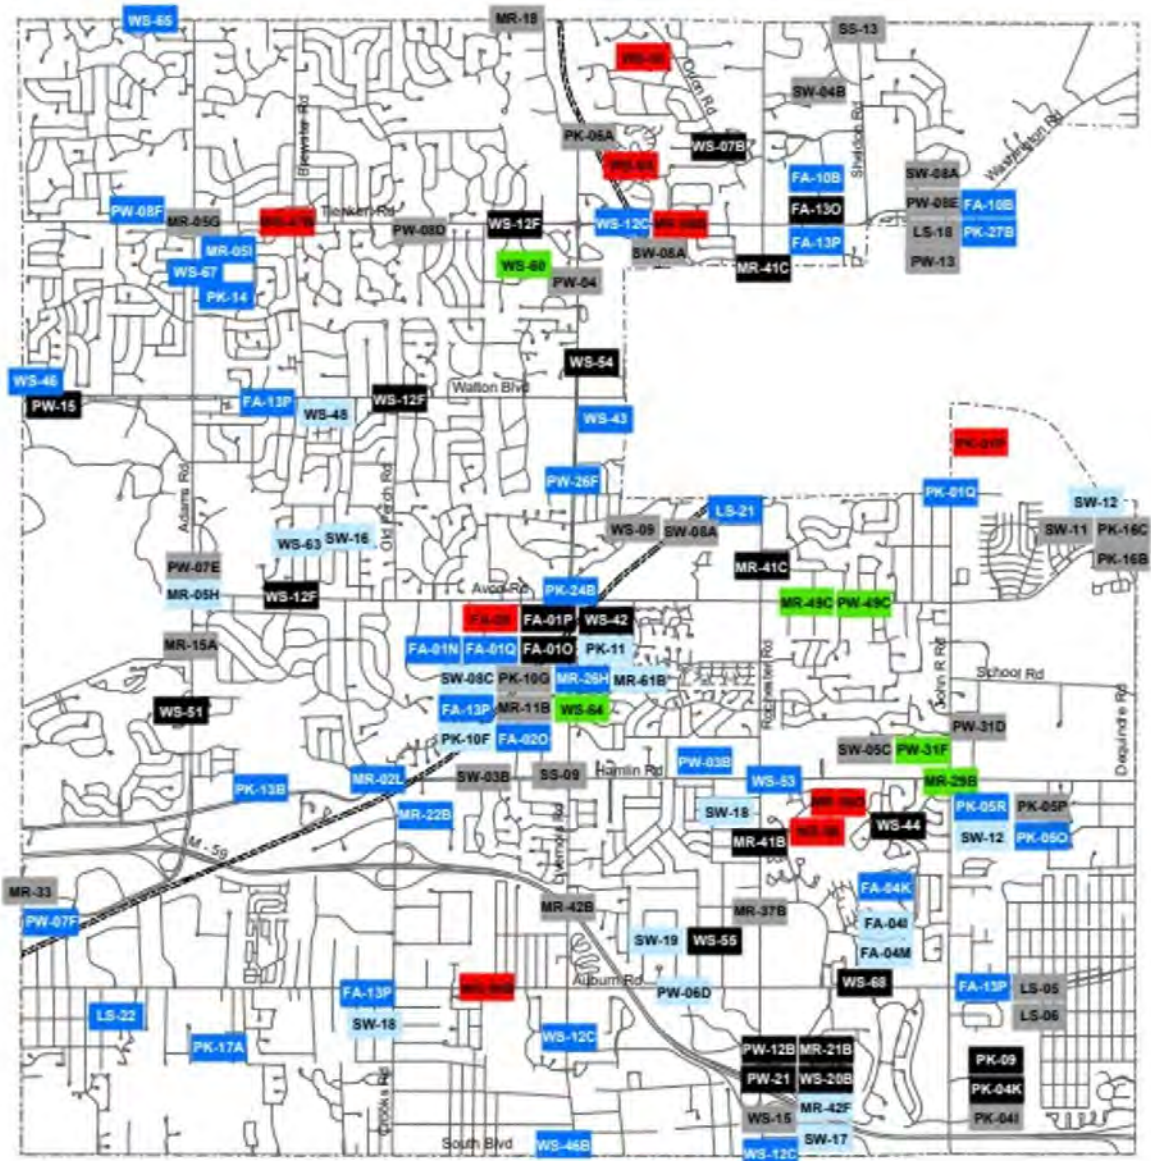 WS-65
MR-18
SS-13
Orion Rd
SW-04B
Brewster Rd
PK-06A
WS-07B
Sheldon Rd
Washington Rd
FA-10B
SW-08A
PW-08F
MR-05G
Tienken Rd
PW-08D
WS-12F
WS-12C
FA-13O
PW-08E
FA-10B
MR-05I
SW-08A
FA-13P
LS-18
PK-27B
WS-67
WS-60
MR-41C
PW-13
PK-14
PW-04
WS-54
WS-46
Walton Blvd
PW-15
FA-13P
WS-48
WS-12F
WS-43
Adams Rd
PW-26F
PK-01Q
SW-12
LS-21
WS-63
SW-16
WS-09
SW-08A
SW-11
PK-16C
PK-16B
PW-07E
MR-41C
MR-05H
WS-12F
PK-24B
MR-49C
PW-49C
FA-01P
WS-42
MR-15A
FA-01N
FA-01Q
FA-01O
PK-11
SW-08C
PK-10G
MR-26H
MR-61B
School Rd
Rochester Rd
John R Rd
Dequindre Rd
WS-51
FA-13P
MR-11B
WS-64
PW-31D
PK-10F
FA-02O
SW-05C
PW-31F
PK-13B
MR-02L
SW-03B
SS-09
Hamlin Rd
PW-03B
WS-53
MR-29B
MR-22B
SW-18
PK-05R
PK-05P
M - 59
Livernois Rd
MR-41B
WS-44
SW-12
PK-05O
MR-33
MR-42B
MR-37B
FA-04K
PW-07F
SW-19
WS-55
FA-04I
FA-04M
FA-13P
Auburn Rd
PW-06D
WS-68
FA-13P
LS-05
LS-22
SW-18
LS-06
PK-17A
WS-12C
PW-12B
MR-21B
PK-09
Crooks Rd
PW-21
WS-20B
PK-04K
WS-15
MR-42F
PK-04I
South Blvd
WS-46B
WS-12C
SW-17